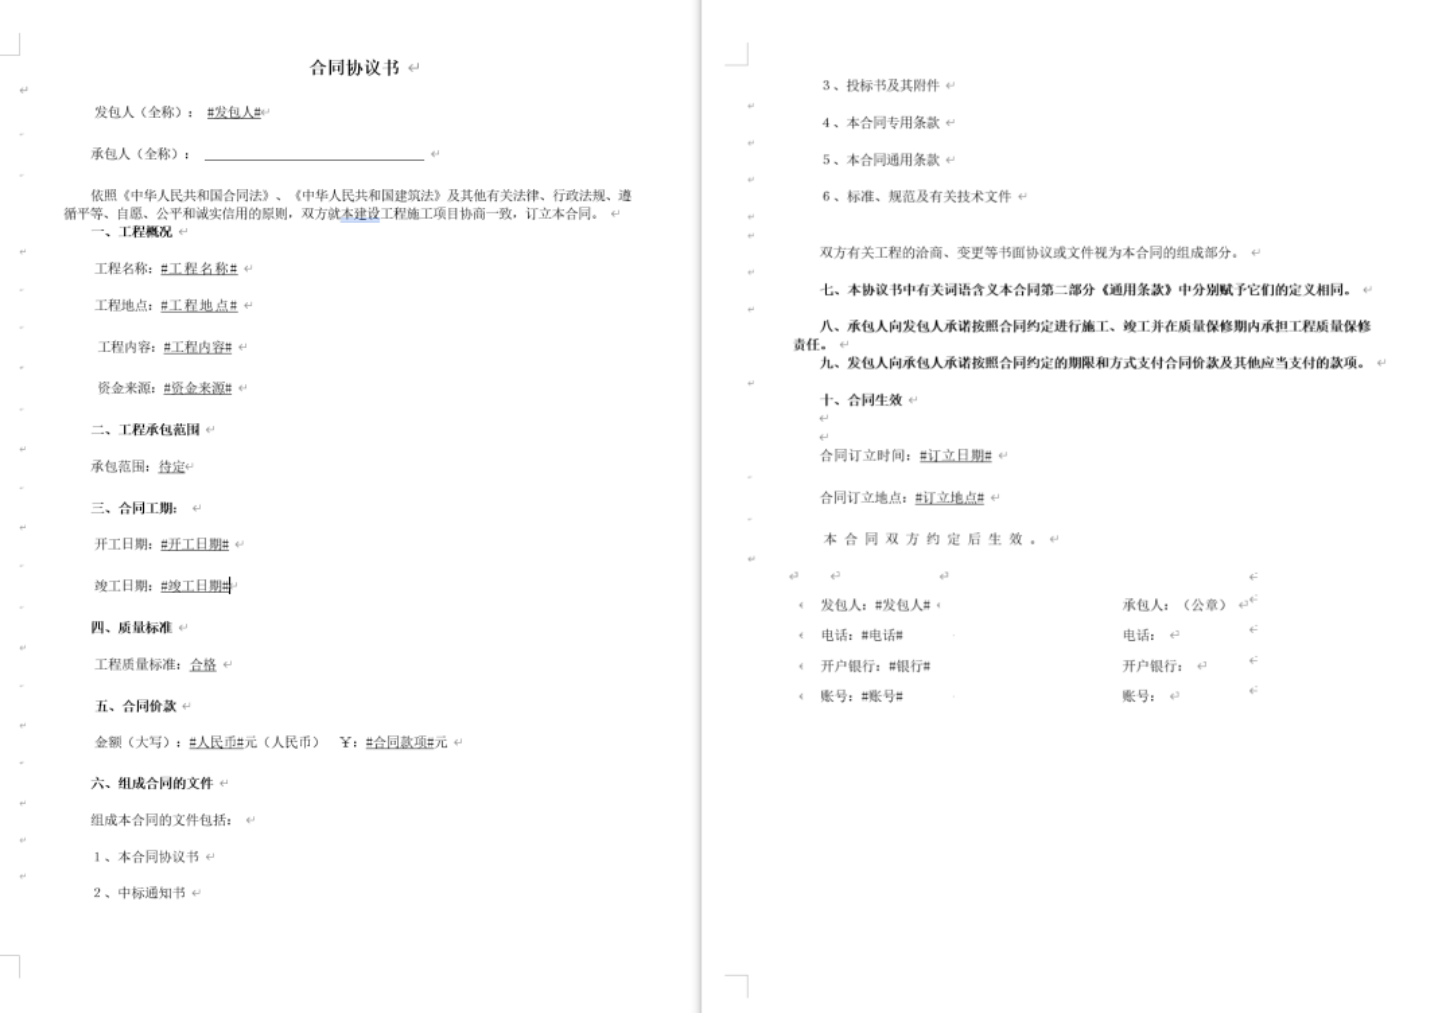 合同协议书
发包人（全称）： #发包人#
承包人（全称）：
依照《中华人民共和国合同法》、《中华人民共和国建筑法》及其他有关法律、行政法规、遵
循平等、自愿、公平和诚实信用的原则，双方就本建设工程施工项目协商一致，订立本合同。
一、工程概况
工程名称：#工程名称#
工程地点：#工程地点#
工程内容：#工程内容#
资金来源：#资金来源#
二、工程承包范围
承包范围：待定
三、合同工期：
开工日期：#开工日期#
竣工日期：#竣工日期#
四、质量标准
工程质量标准：合格
五、合同价款
金额（大写）：#人民币#元（人民币） ￥：#合同款项#元
六、组成合同的文件
组成本合同的文件包括：
1、本合同协议书
2、中标通知书
3、投标书及其附件
4、本合同专用条款
5、本合同通用条款
6、标准、规范及有关技术文件
双方有关工程的洽商、变更等书面协议或文件视为本合同的组成部分。
七、本协议书中有关词语含义本合同第二部分《通用条款》中分别赋予它们的定义相同。
八、承包人向发包人承诺按照合同约定进行施工、竣工并在质量保修期内承担工程质量保修
责任。
九、发包人向承包人承诺按照合同约定的期限和方式支付合同价款及其他应当支付的款项。
十、合同生效
合同订立时间：#订立日期#
合同订立地点：#订立地点#
本合同双方约定后生效。
发包人：#发包人# 承包人：（公章）
电话：#电话# 电话：
开户银行：#银行# 开户银行：
账号：#账号# 账号：